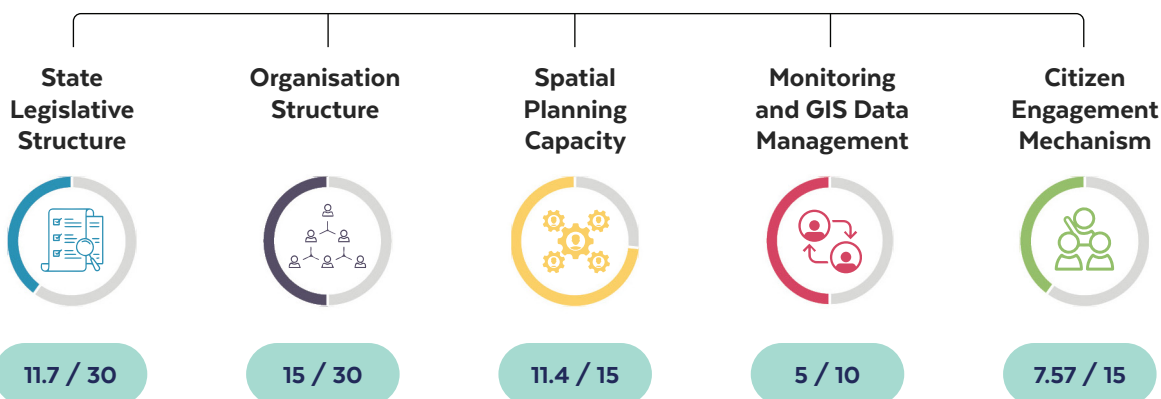 State
Legislative
Structure
Organisation
Structure
Spatial
Planning
Capacity
Monitoring
and GIS Data
Management
Citizen
Engagement
Mechanism
11.7 / 30
15 / 30
11.4 / 15
5 / 10
7.57 / 15